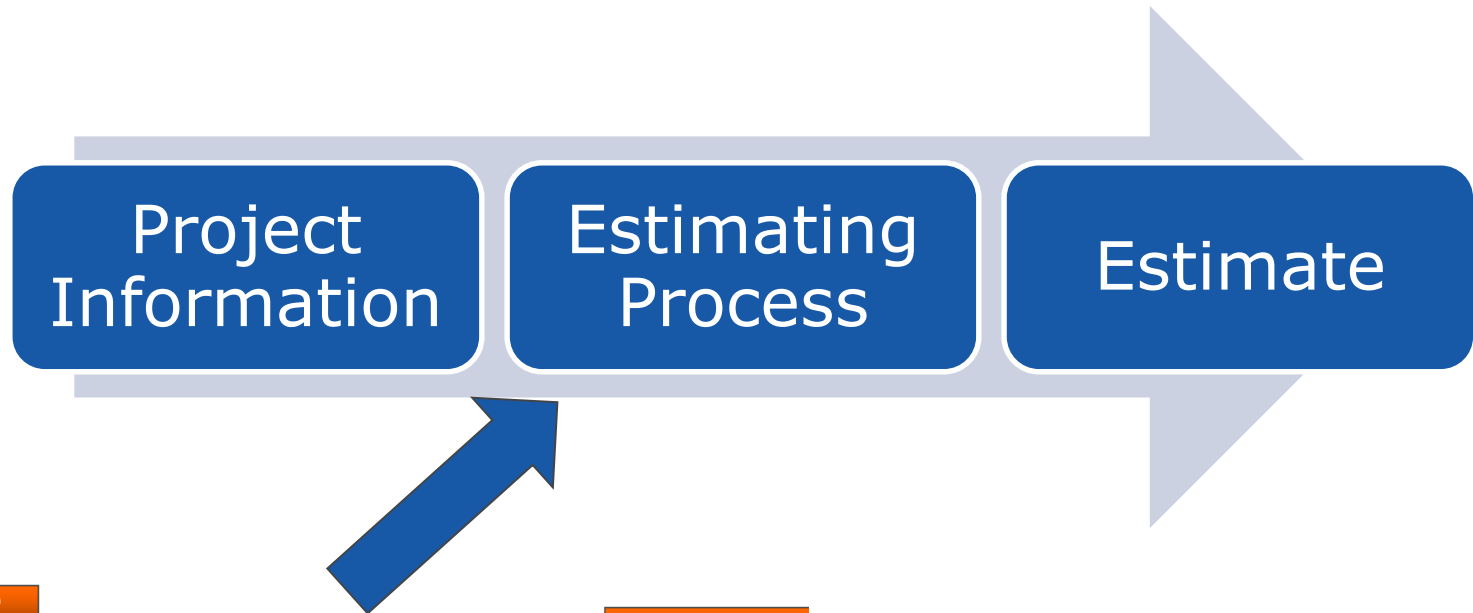 Project
Information
Estimating
Process
Estimate